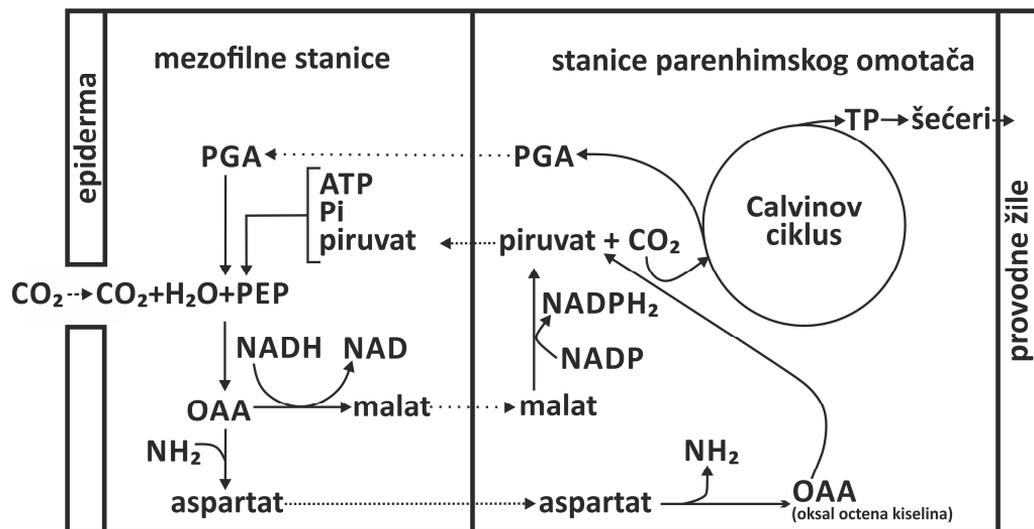 epiderma
mezofilne stanice
stanice parenhimskog omotača
provodne žile
TP
šećeri
PGA
PGA
ATP
Pi
piruvat
piruvat + CO₂
Calvinov
ciklus
CO₂
CO₂+H₂O+PEP
NADPH₂
NADP
NADH
NAD
OAA
malat
malat
NH₂
NH₂
aspartat
aspartat
OAA
(oksal octena kiselina)